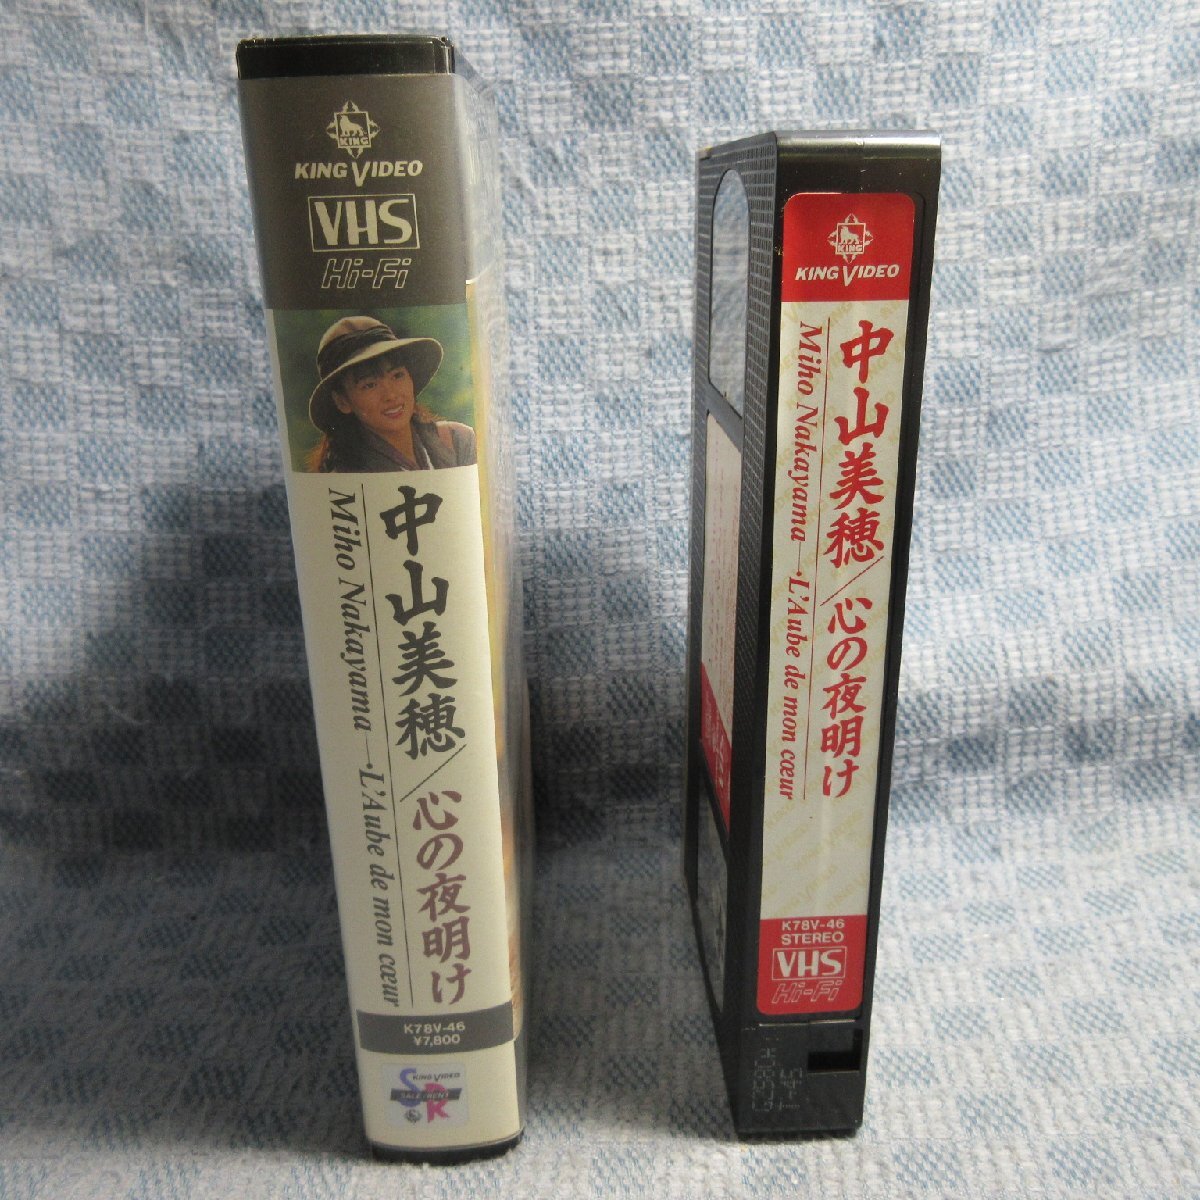 KING
KING VIDEO
VHS
Hi-Fi
中山美穂/心の夜明け
Miho Nakayama—・L'Aube de mon cœur
K78V-46
¥7,800
KING VIDEO
SALE/RENT
KING
KING VIDEO
中山美穂/心の夜明け
Miho Nakayama—・L'Aube de mon cœur
K78V-46
STEREO
VHS
Hi-Fi